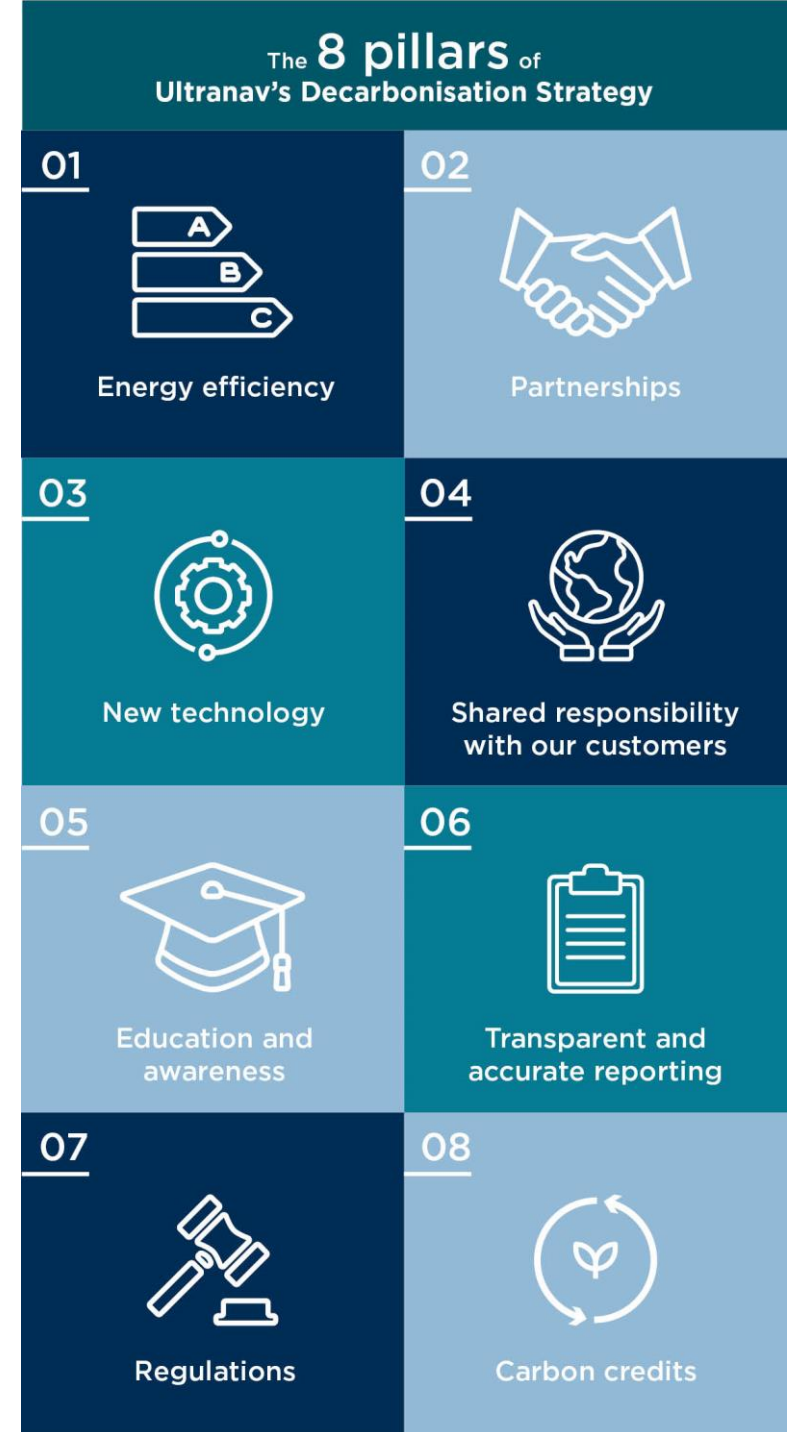 The 8 pillars of
Ultranav's Decarbonisation Strategy
01
A
B
C
Energy efficiency
02
Partnerships
03
New technology
04
Shared responsibility
with our customers
05
Education and
awareness
06
Transparent and
accurate reporting
07
Regulations
08
Carbon credits